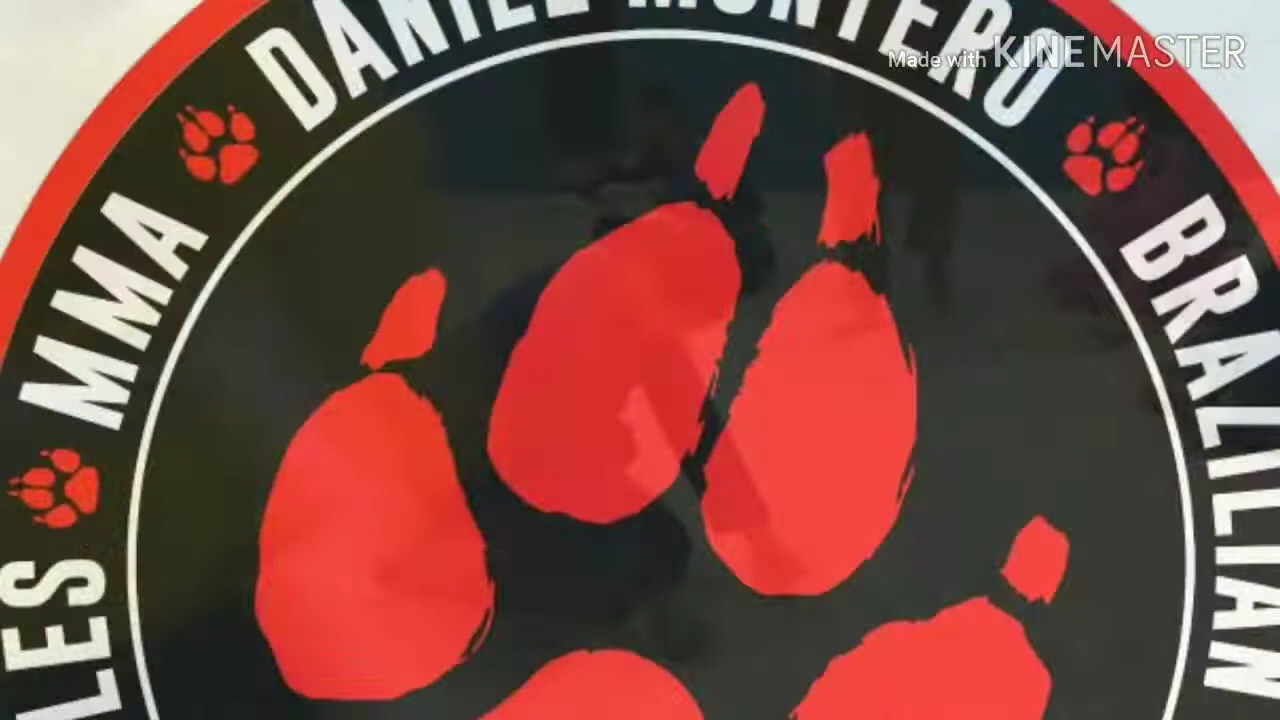 DANIEL MONTERO
Made with KINEMASTER
MMA
BRAZILIAN
LES